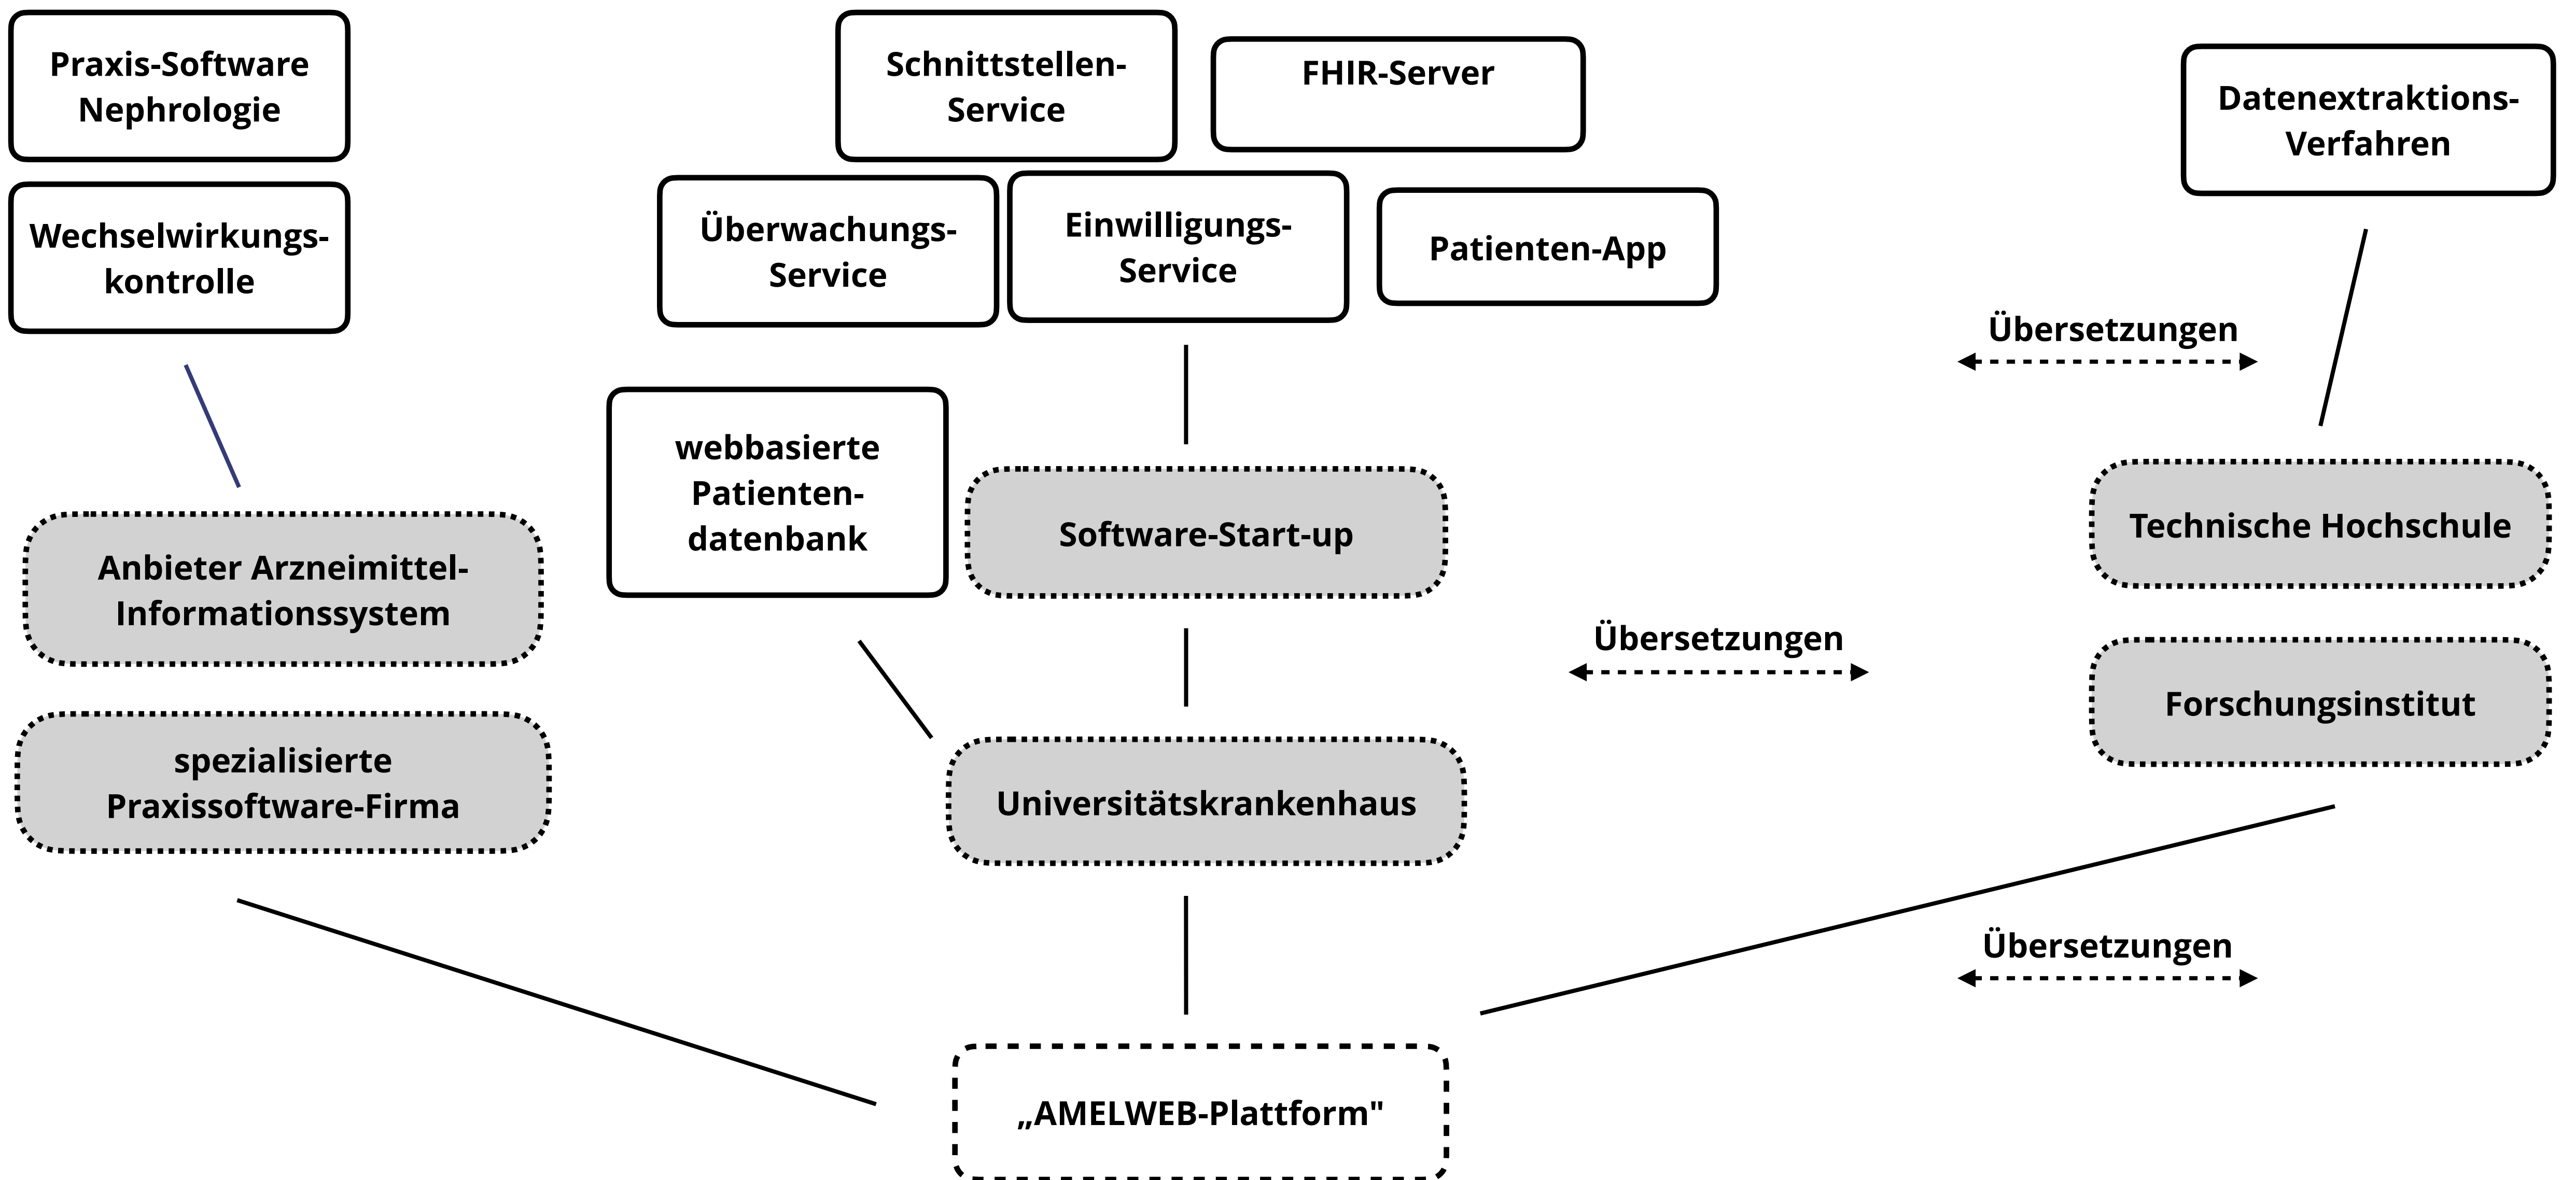 Praxis-Software
Nephrologie
Wechselwirkungs-
kontrolle
Schnittstellen-
Service
FHIR-Server
Überwachungs-
Service
Einwilligungs-
Service
Patienten-App
Datenextraktions-
Verfahren
Übersetzungen
webbasierte
Patienten-
datenbank
Software-Start-up
Technische Hochschule
Anbieter Arzneimittel-
Informationssystem
Übersetzungen
Forschungsinstitut
spezialisierte
Praxissoftware-Firma
Universitätskrankenhaus
Übersetzungen
„AMELWEB-Plattform"